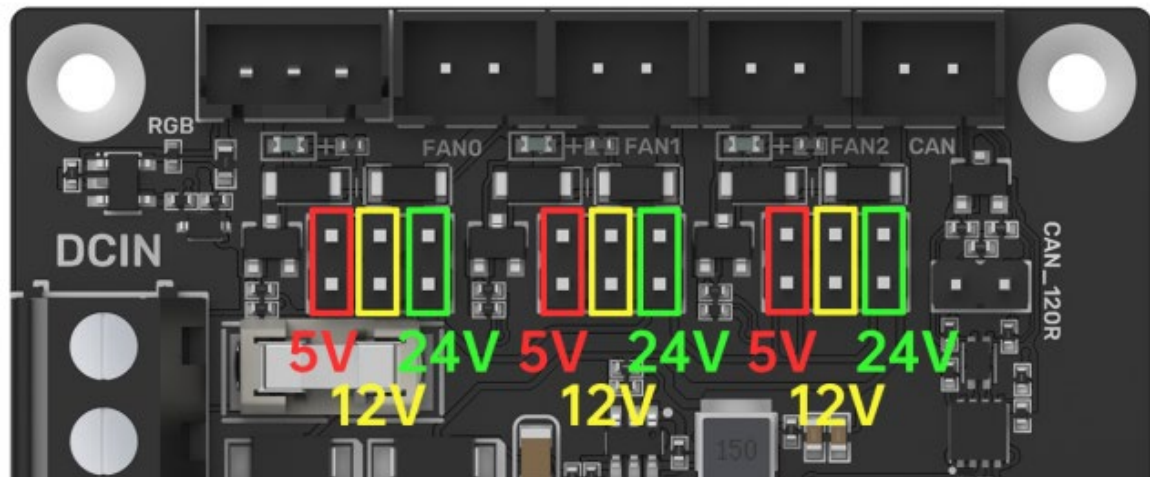 RGB
FAN0 FAN1 FAN2 CAN
DCIN
CAN_120R
5V 24V 5V 24V 5V 24V
12V 12V 12V
150